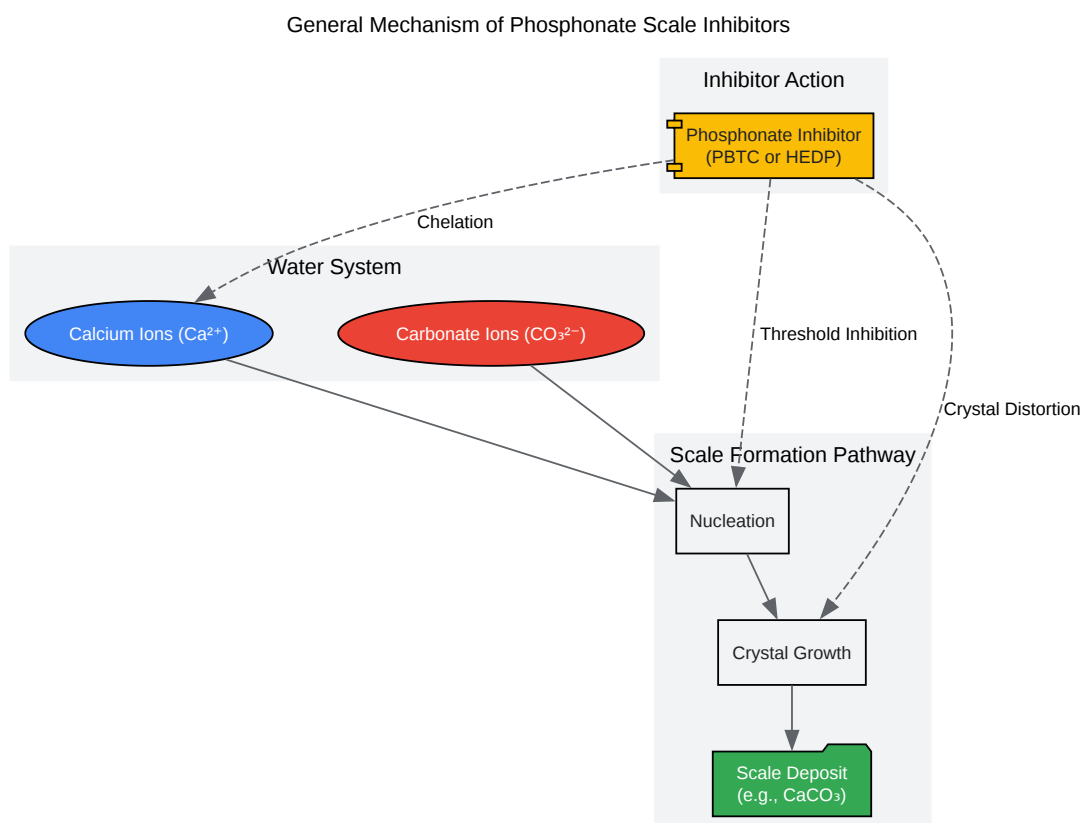 General Mechanism of Phosphonate Scale Inhibitors
Inhibitor Action
Phosphonate Inhibitor
(PBTC or HEDP)
Chelation
Water System
Calcium Ions (Ca²⁺)
Carbonate Ions (CO₃²⁻)
Threshold Inhibition
Crystal Distortion
Scale Formation Pathway
Nucleation
Crystal Growth
Scale Deposit
(e.g., CaCO₃)